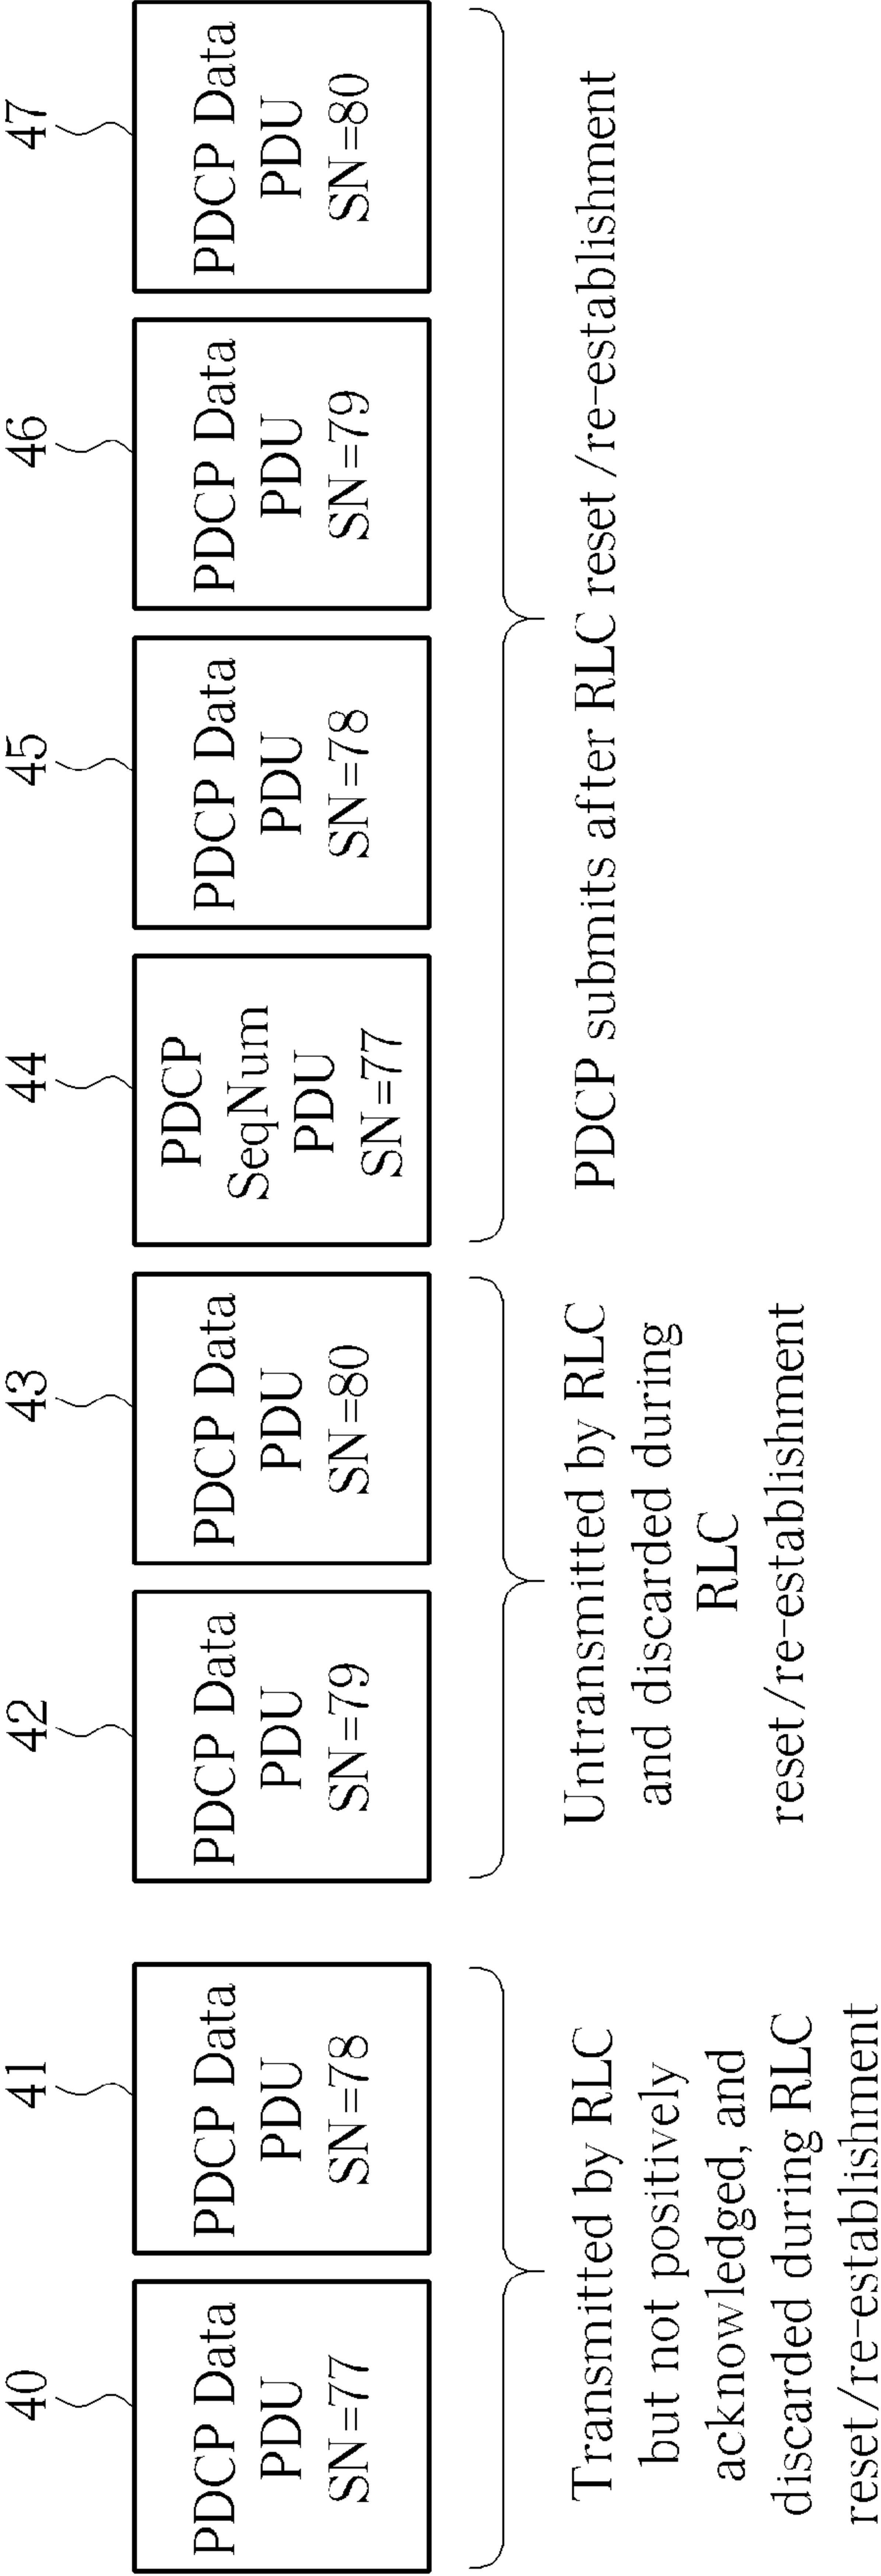 40
41
42
43
44
45
46
47
PDCP Data
PDU
SN=77
PDCP Data
PDU
SN=78
PDCP Data
PDU
SN=79
PDCP Data
PDU
SN=80
PDCP
SeqNum
PDU
SN=77
PDCP Data
PDU
SN=78
PDCP Data
PDU
SN=79
PDCP Data
PDU
SN=80
Transmitted by RLC
but not positively
acknowledged, and
discarded during RLC
reset/re-establishment
Untransmitted by RLC
and discarded during
RLC
reset/re-establishment
PDCP submits after RLC reset/re-establishment